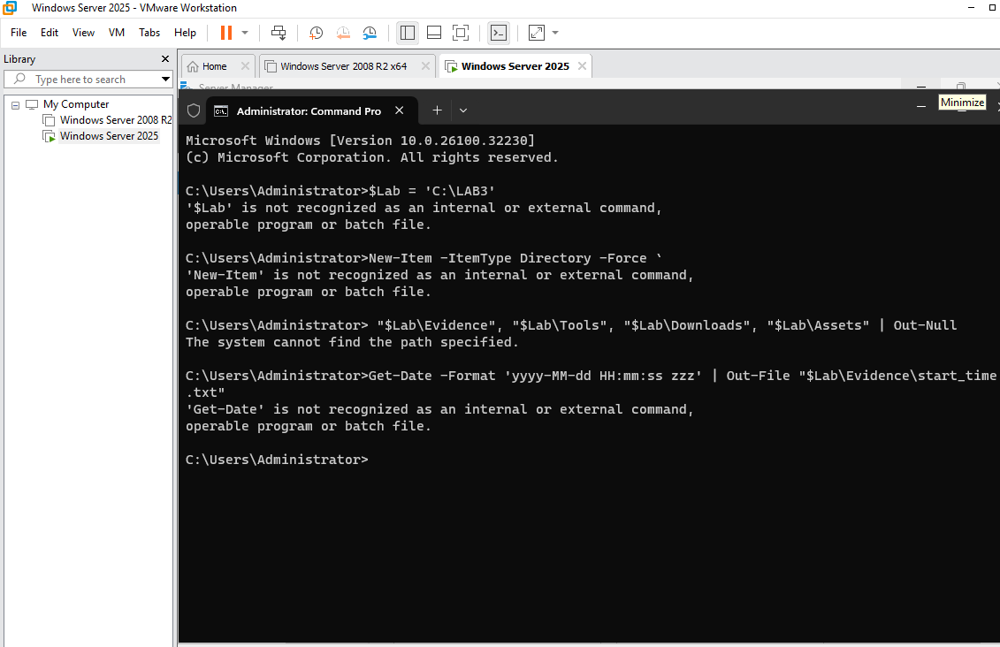 Windows Server 2025 - VMware Workstation
File Edit View VM Tabs Help
Library
Type here to search
My Computer
Windows Server 2008 R2
Windows Server 2025
Home
Windows Server 2008 R2 x64
Windows Server 2025
Server Manager
Administrator: Command Pro
Minimize
Microsoft Windows [Version 10.0.26100.32230]
(c) Microsoft Corporation. All rights reserved.
C:\Users\Administrator>$Lab = 'C:\LAB3'
'$Lab' is not recognized as an internal or external command,
operable program or batch file.
C:\Users\Administrator>New-Item -ItemType Directory -Force `
'New-Item' is not recognized as an internal or external command,
operable program or batch file.
C:\Users\Administrator> "$Lab\Evidence", "$Lab\Tools", "$Lab\Downloads", "$Lab\Assets" | Out-Null
The system cannot find the path specified.
C:\Users\Administrator>Get-Date -Format 'yyyy-MM-dd HH:mm:ss zzz' | Out-File "$Lab\Evidence\start_time
.txt"
'Get-Date' is not recognized as an internal or external command,
operable program or batch file.
C:\Users\Administrator>